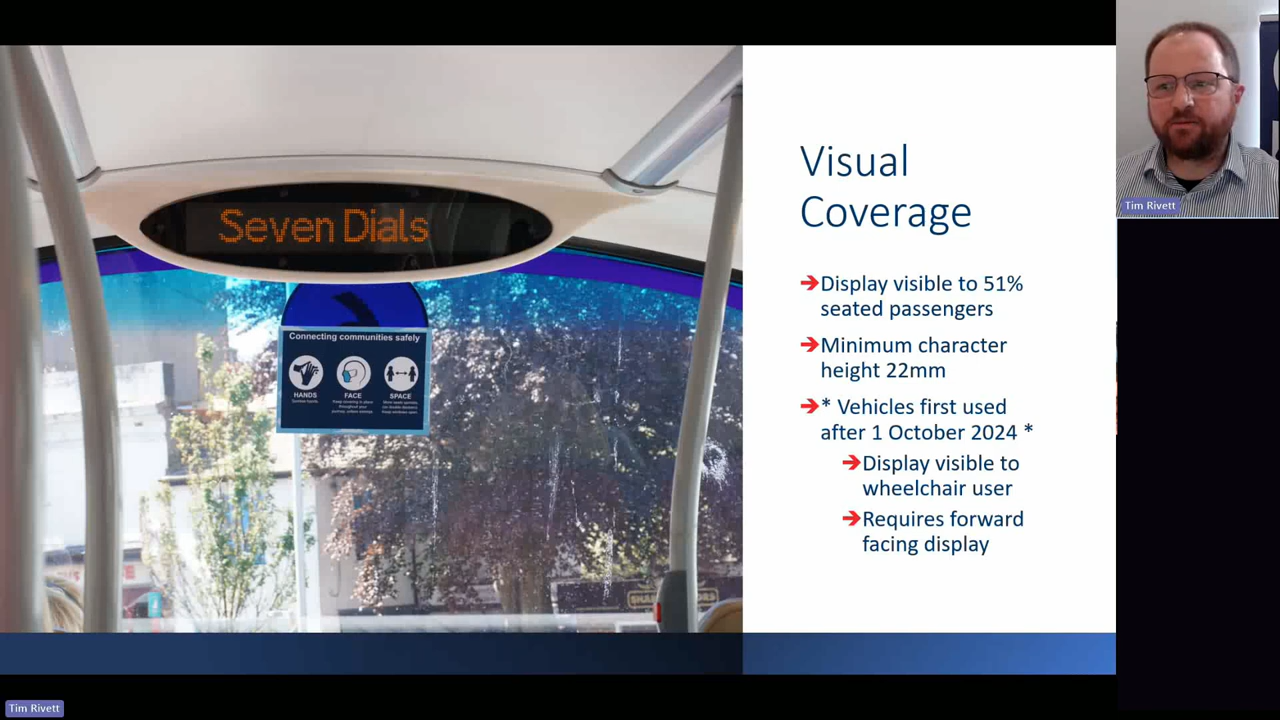 Seven Dials
Connecting communities safely
HANDS
FACE
SPACE
Visual
Coverage
Display visible to 51%
seated passengers
Minimum character
height 22mm
* Vehicles first used
after 1 October 2024 *
Display visible to
wheelchair user
Requires forward
facing display
Tim Rivett
Tim Rivett